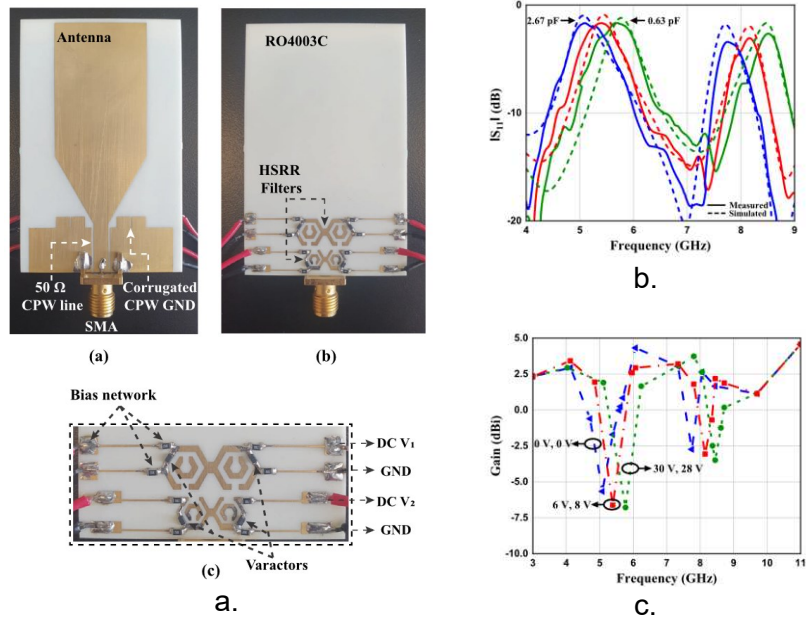 Antenna
50 Ω
CPW line
Corrugated
CPW GND
SMA
(a)
RO4003C
HSRR
Filters
(b)
Bias network
DC V₁
GND
DC V₂
GND
Varactors
(c)
a.
0
-10
-20
|S₁₁| (dB)
2.67 pF
0.63 pF
Measured
Simulated
4 5 6 7 8 9
Frequency (GHz)
b.
5.0
2.5
0.0
-2.5
-5.0
-7.5
-10.0
Gain (dBi)
0 V, 0 V
30 V, 28 V
6 V, 8 V
3 4 5 6 7 8 9 10 11
Frequency (GHz)
c.